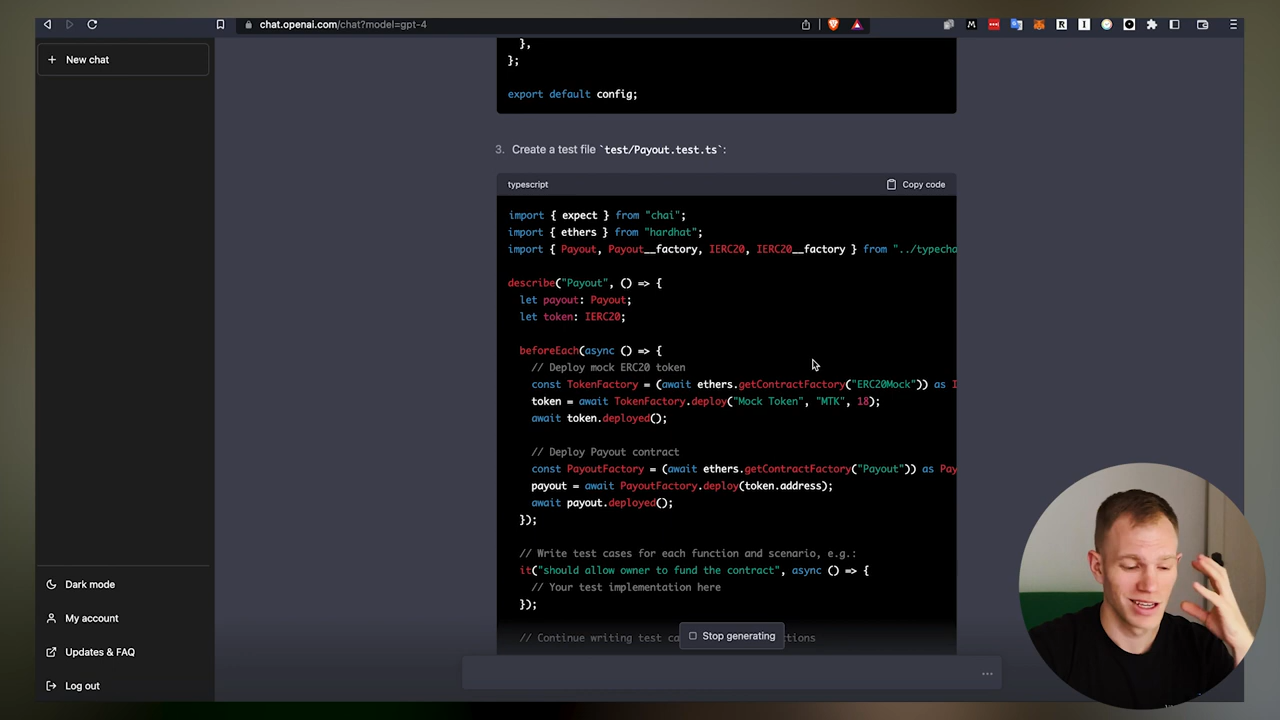 chat.openai.com/chat?model=gpt-4
New chat
},
};
export default config;
3. Create a test file `test/Payout.test.ts`:
typescript
Copy code
import { expect } from "chai";
import { ethers } from "hardhat";
import { Payout, Payout__factory, IERC20, IERC20__factory } from "../typecha
describe("Payout", () => {
let payout: Payout;
let token: IERC20;
beforeEach(async () => {
// Deploy mock ERC20 token
const TokenFactory = (await ethers.getContractFactory("ERC20Mock")) as I
token = await TokenFactory.deploy("Mock Token", "MTK", 18);
await token.deployed();
// Deploy Payout contract
const PayoutFactory = (await ethers.getContractFactory("Payout")) as Pay
payout = await PayoutFactory.deploy(token.address);
await payout.deployed();
});
// Write test cases for each function and scenario, e.g.:
it("should allow owner to fund the contract", async () => {
// Your test implementation here
});
// Continue writing test
Stop generating
Dark mode
My account
Updates & FAQ
Log out